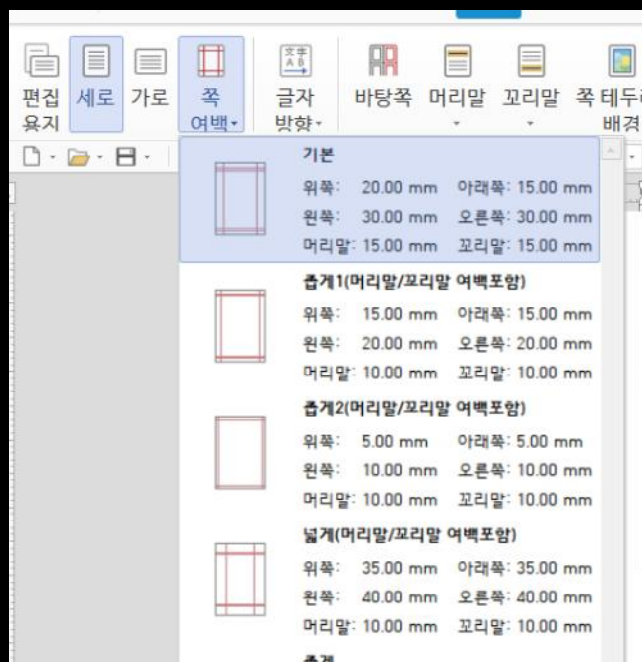 편집
용지
세로
가로
쪽
여백
글자
방향
바탕쪽
머리말
꼬리말
쪽 테두리
배경
기본
위쪽: 20.00 mm 아래쪽: 15.00 mm
왼쪽: 30.00 mm 오른쪽: 30.00 mm
머리말: 15.00 mm 꼬리말: 15.00 mm
좁게1(머리말/꼬리말 여백포함)
위쪽: 15.00 mm 아래쪽: 15.00 mm
왼쪽: 20.00 mm 오른쪽: 20.00 mm
머리말: 10.00 mm 꼬리말: 10.00 mm
좁게2(머리말/꼬리말 여백포함)
위쪽: 5.00 mm 아래쪽: 5.00 mm
왼쪽: 10.00 mm 오른쪽: 10.00 mm
머리말: 10.00 mm 꼬리말: 10.00 mm
넓게(머리말/꼬리말 여백포함)
위쪽: 35.00 mm 아래쪽: 35.00 mm
왼쪽: 40.00 mm 오른쪽: 40.00 mm
머리말: 10.00 mm 꼬리말: 10.00 mm
좁게